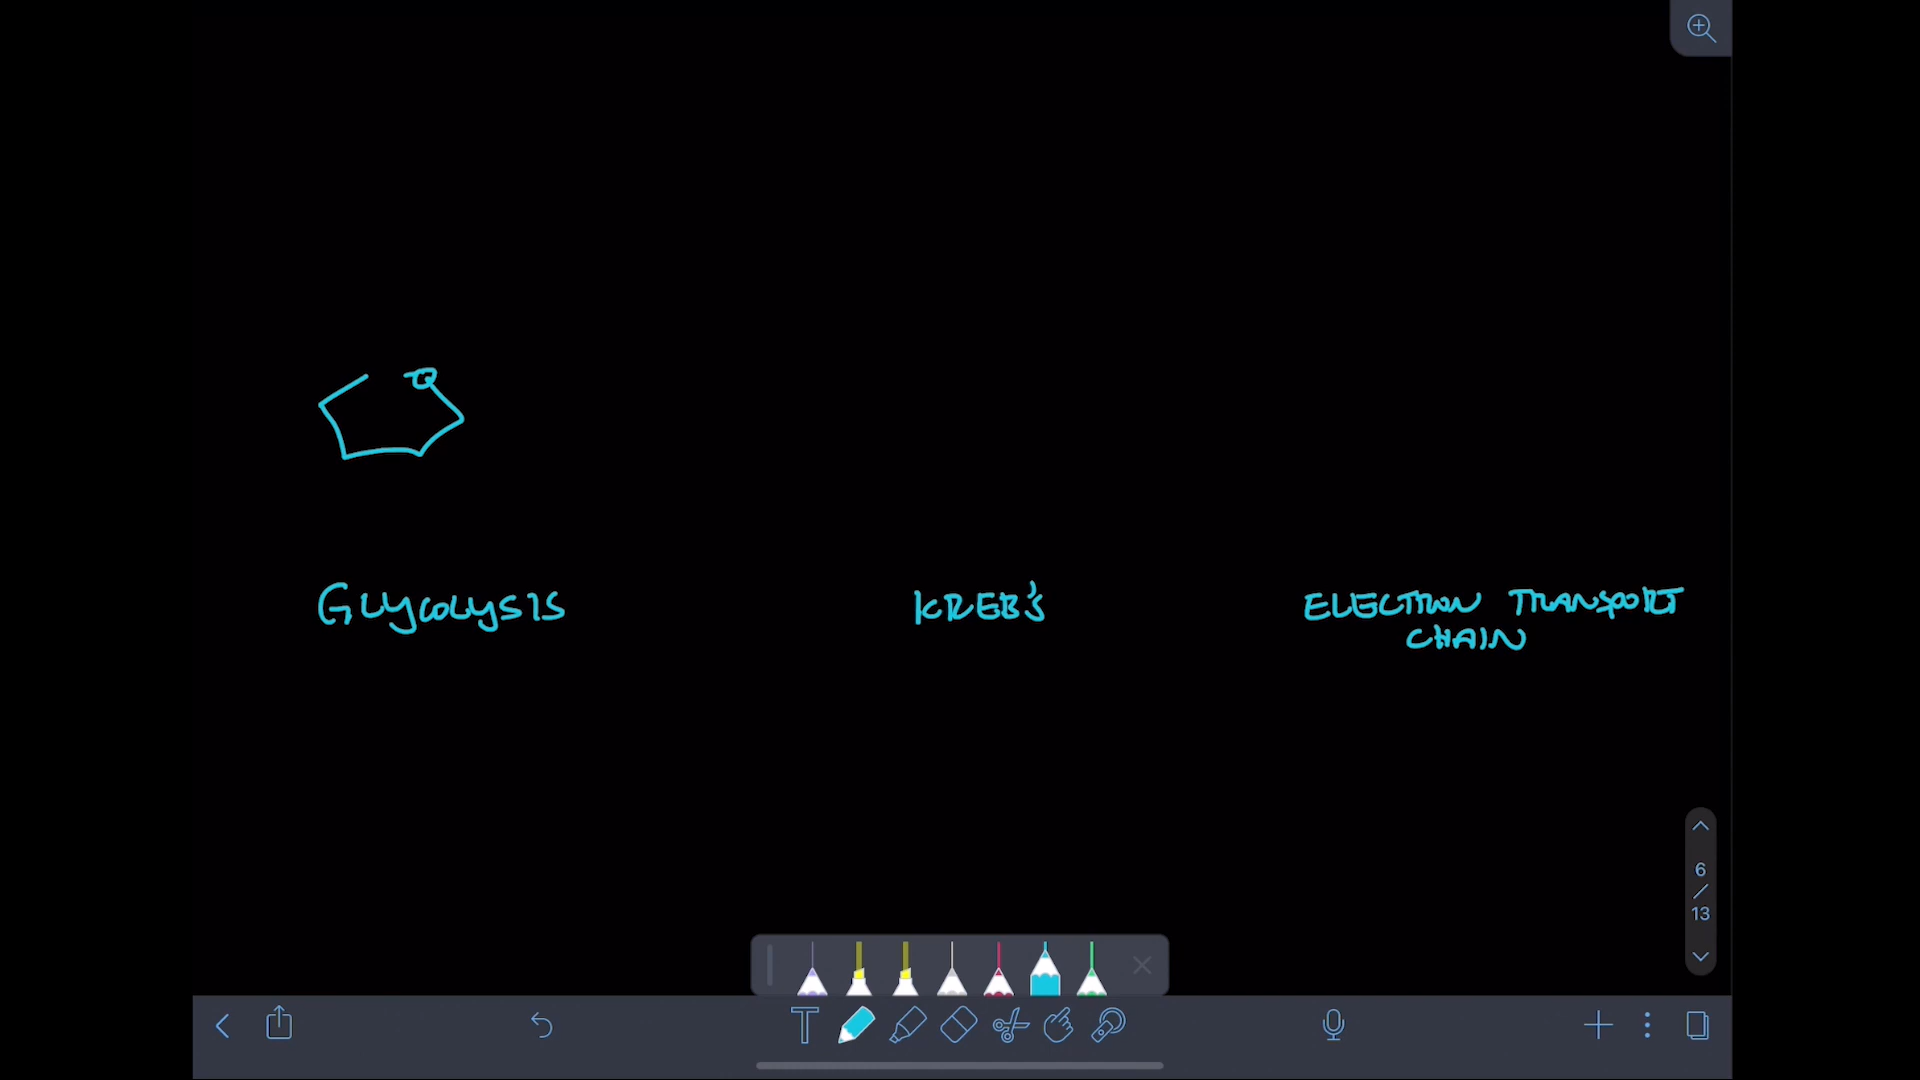 GLYCOLYSIS
KREB'S
ELECTRON TRANSPORT
CHAIN
6
/
13
T